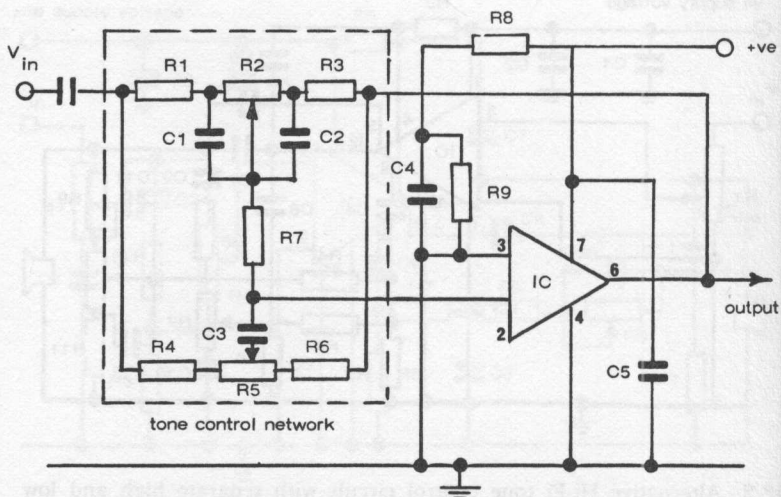 R8
+ve
Vin
R1 R2 R3
C1 C2
C4 R9
R7
3 7
IC 6
output
2 4
C3
R4 R5 R6
C5
tone control network